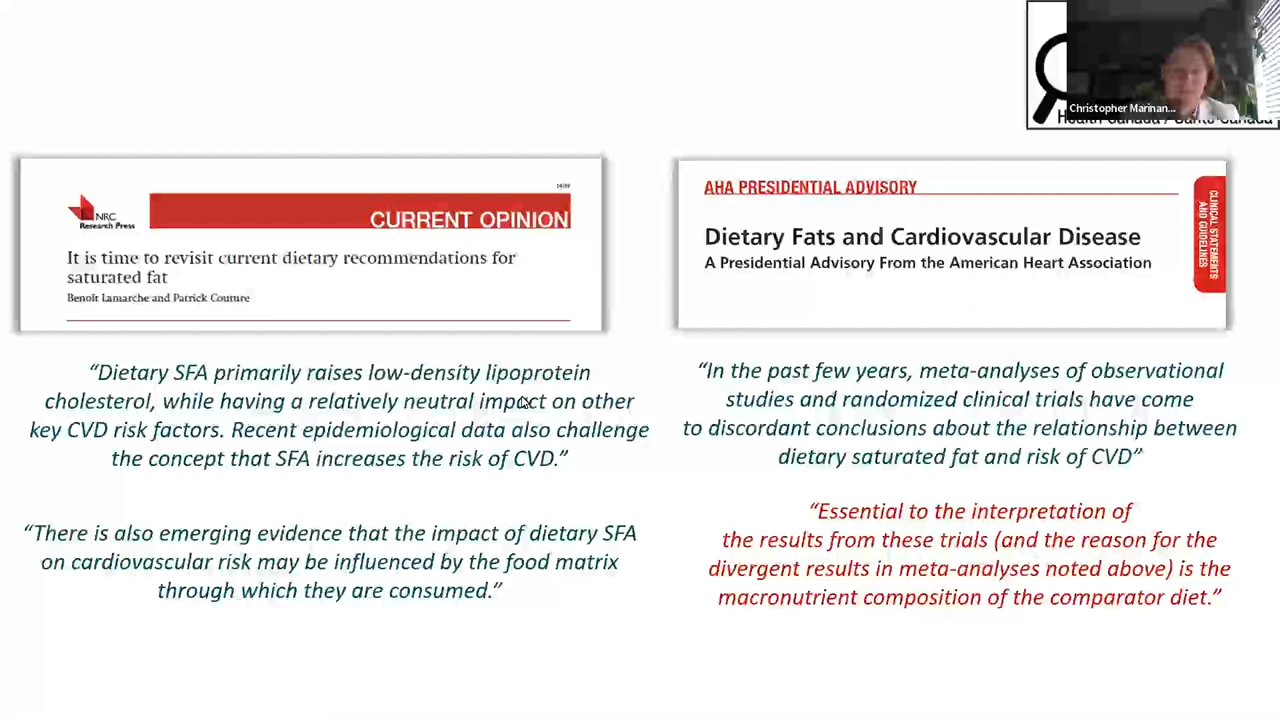 Christopher Marinan...
NRC
Research Press
CURRENT OPINION
It is time to revisit current dietary recommendations for
saturated fat
Benoît Lamarche and Patrick Couture
“Dietary SFA primarily raises low-density lipoprotein
cholesterol, while having a relatively neutral impact on other
key CVD risk factors. Recent epidemiological data also challenge
the concept that SFA increases the risk of CVD.”
“There is also emerging evidence that the impact of dietary SFA
on cardiovascular risk may be influenced by the food matrix
through which they are consumed.”
AHA PRESIDENTIAL ADVISORY
Dietary Fats and Cardiovascular Disease
A Presidential Advisory From the American Heart Association
CLINICAL STATEMENTS
AND GUIDELINES
“In the past few years, meta-analyses of observational
studies and randomized clinical trials have come
to discordant conclusions about the relationship between
dietary saturated fat and risk of CVD”
“Essential to the interpretation of
the results from these trials (and the reason for the
divergent results in meta-analyses noted above) is the
macronutrient composition of the comparator diet.”